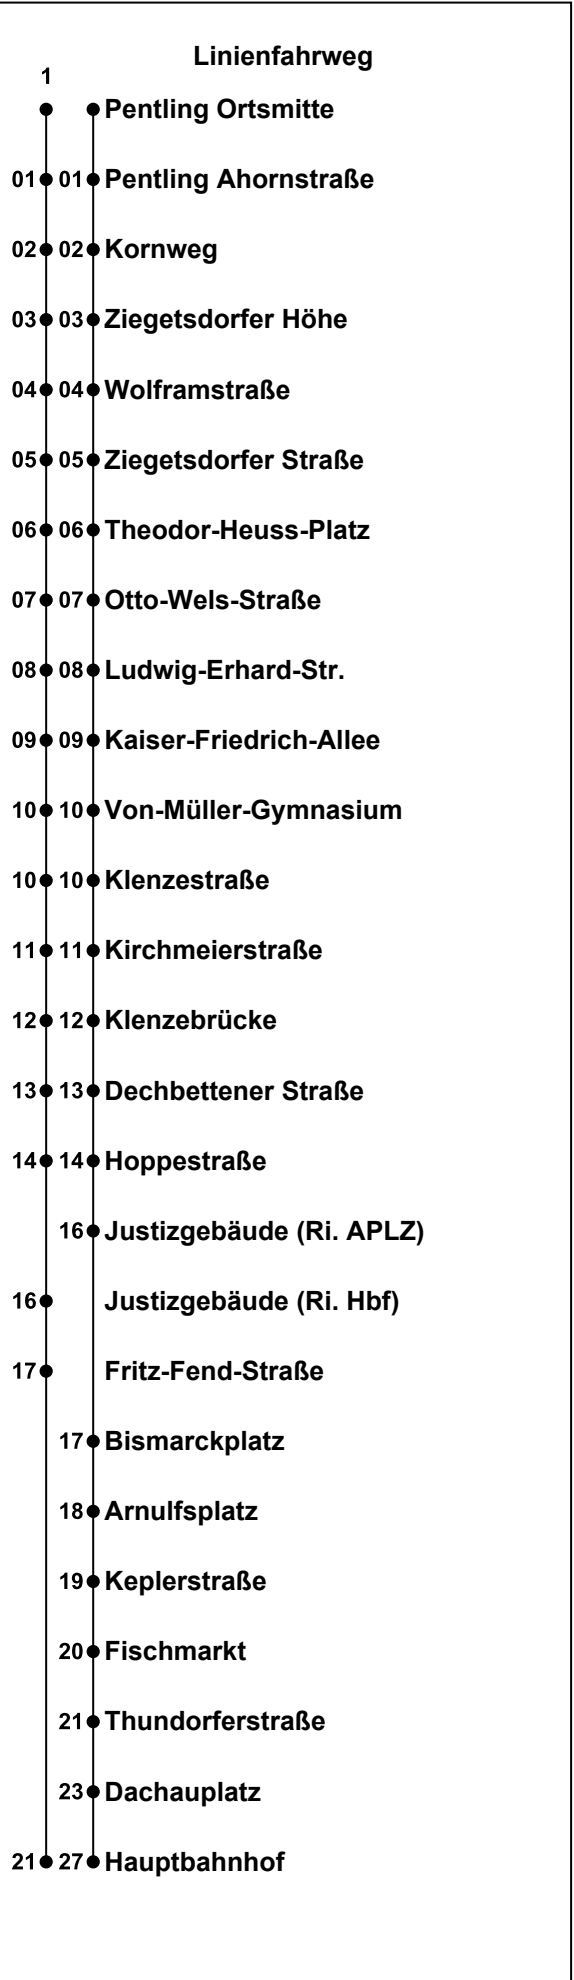 Linienfahrweg
1
Pentling Ortsmitte
01 01 Pentling Ahornstraße
02 02 Kornweg
03 03 Ziegetsdorfer Höhe
04 04 Wolframstraße
05 05 Ziegetsdorfer Straße
06 06 Theodor-Heuss-Platz
07 07 Otto-Wels-Straße
08 08 Ludwig-Erhard-Str.
09 09 Kaiser-Friedrich-Allee
10 10 Von-Müller-Gymnasium
10 10 Klenzestraße
11 11 Kirchmeierstraße
12 12 Klenzebrücke
13 13 Dechbettener Straße
14 14 Hoppestraße
16 Justizgebäude (Ri. APLZ)
16 Justizgebäude (Ri. Hbf)
17 Fritz-Fend-Straße
17 Bismarckplatz
18 Arnulfsplatz
19 Keplerstraße
20 Fischmarkt
21 Thundorferstraße
23 Dachauplatz
21 27 Hauptbahnhof